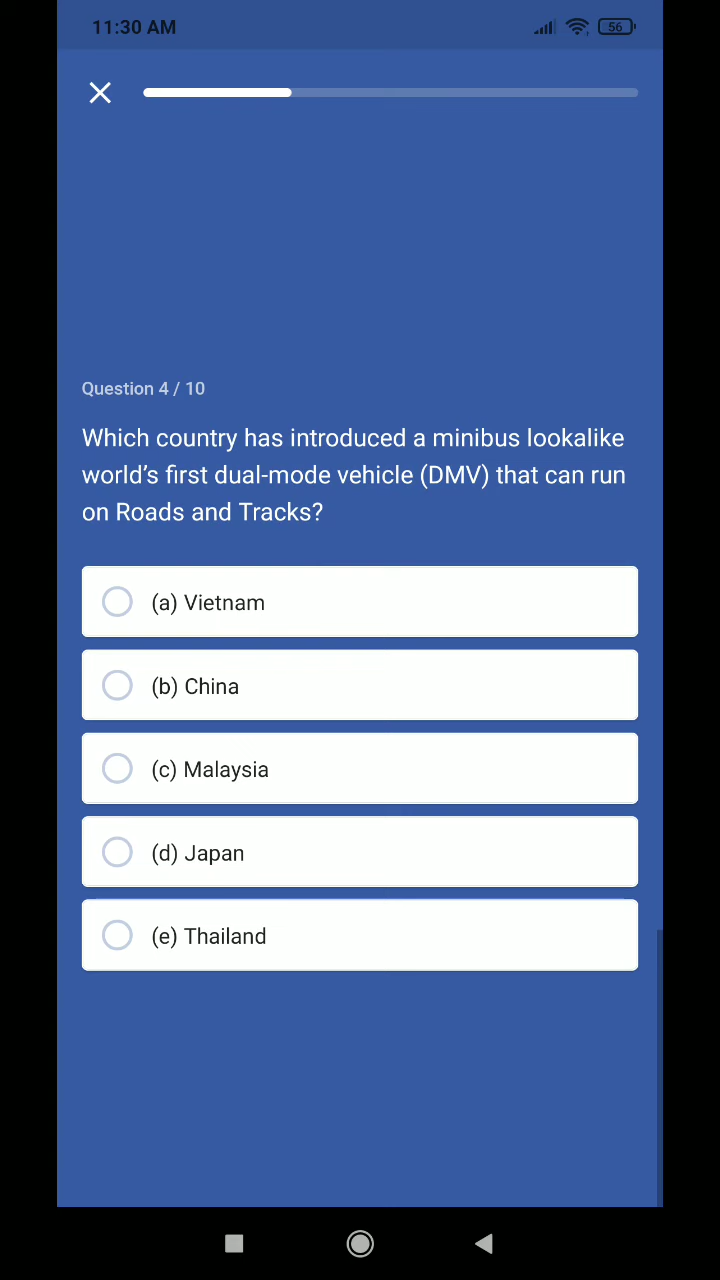 11:30 AM
56
Question 4 / 10
Which country has introduced a minibus lookalike
world’s first dual-mode vehicle (DMV) that can run
on Roads and Tracks?
(a) Vietnam
(b) China
(c) Malaysia
(d) Japan
(e) Thailand